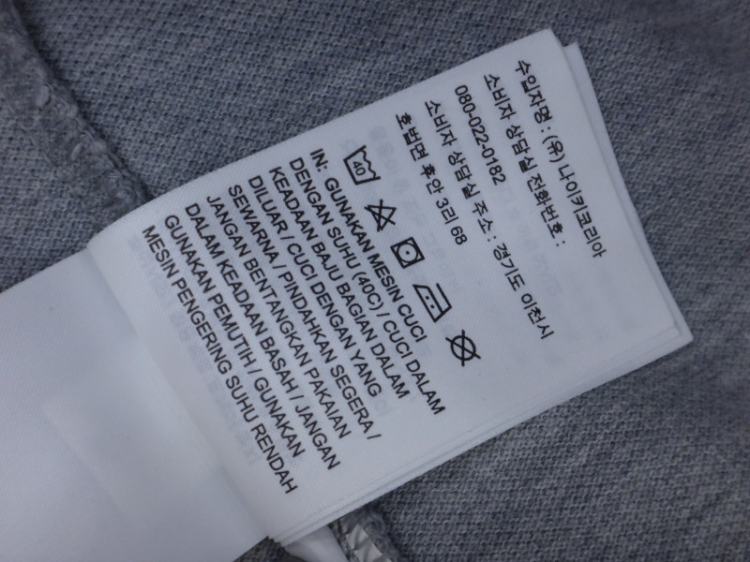 수입자명 : (유) 나이키코리아
소비자 상담실 전화번호 :
080-022-0182
소비자 상담실 주소 : 경기도 이천시
호법면 후안 3리 68
40
IN: GUNAKAN MESIN CUCI
DENGAN SUHU (40C) / CUCI DALAM
KEADAAN BAJU BAGIAN DALAM
DILUAR / CUCI DENGAN YANG
SEWARNA / PINDAHKAN SEGERA /
JANGAN BENTANGKAN PAKAIAN
DALAM KEADAAN BASAH / JANGAN
GUNAKAN PEMUTIH / GUNAKAN
MESIN PENGERING SUHU RENDAH